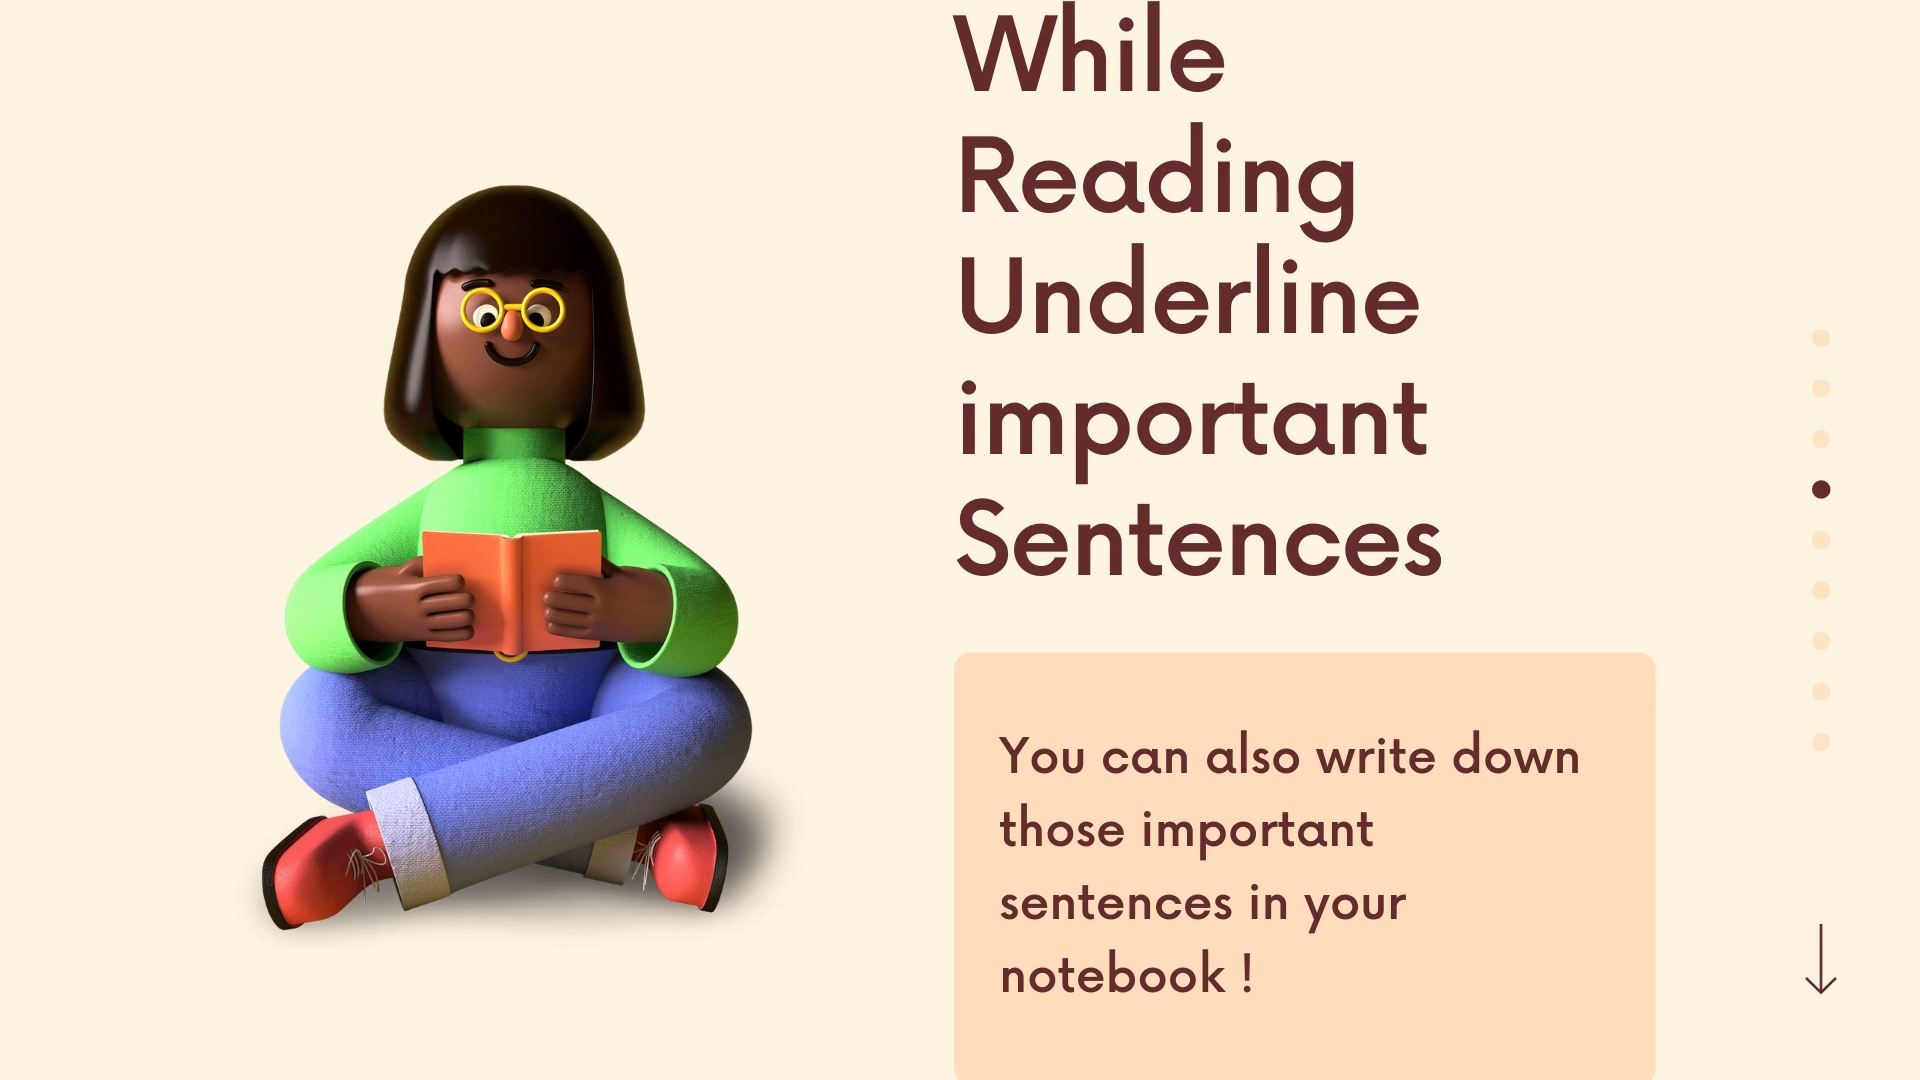 While
Reading
Underline
important
Sentences
You can also write down
those important
sentences in your
notebook !